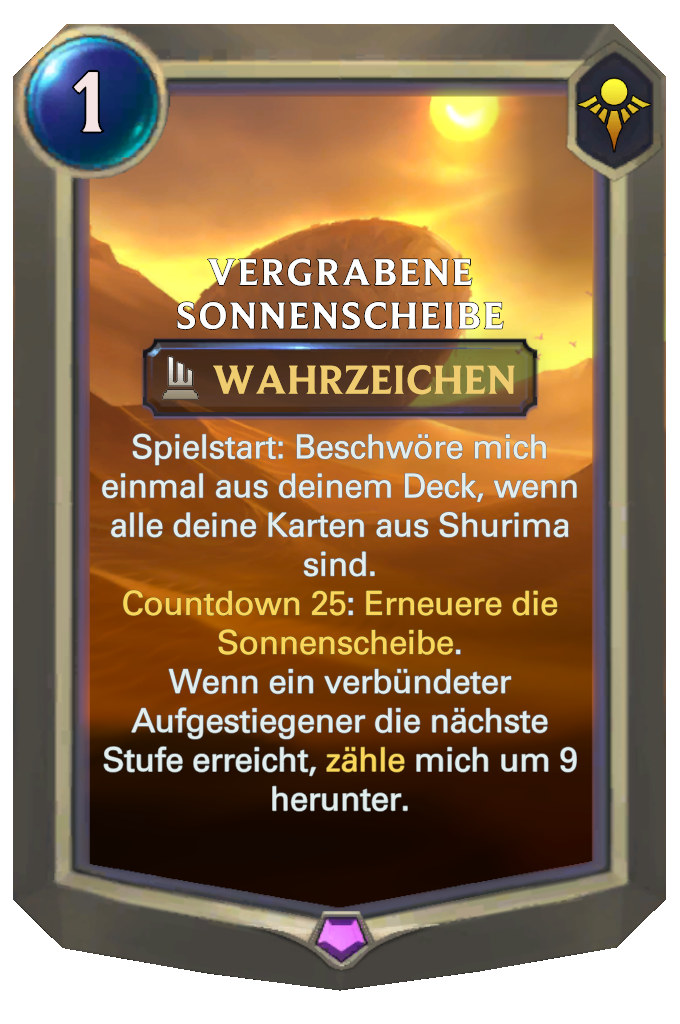 1
VERGRABENE
SONNENSCHEIBE
WAHRZEICHEN
Spielstart: Beschwöre mich
einmal aus deinem Deck, wenn
alle deine Karten aus Shurima
sind.
Countdown 25: Erneuere die
Sonnenscheibe.
Wenn ein verbündeter
Aufgestiegener die nächste
Stufe erreicht, zähle mich um 9
herunter.